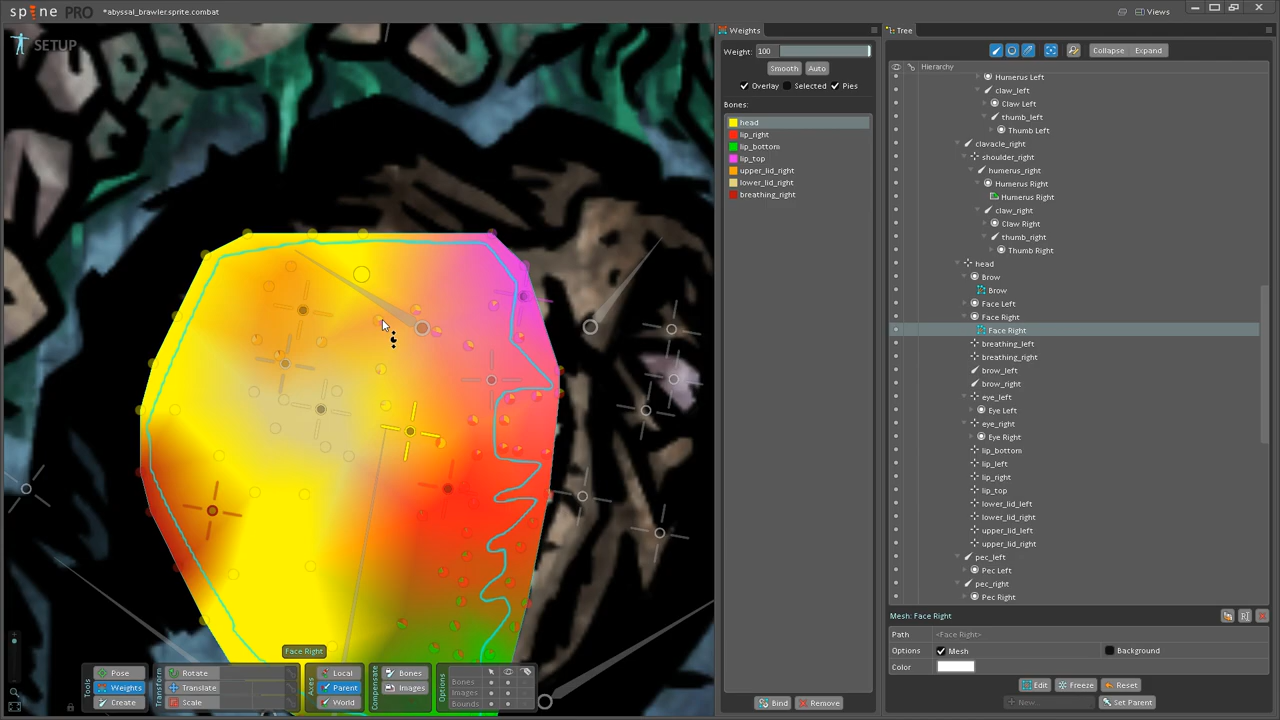 spine PRO
*abyssal_brawler.sprite.combat
Views
SETUP
Weights
Weight: 100
Smooth Auto
Overlay Selected Pies
Bones:
head
lip_right
lip_bottom
lip_top
upper_lid_right
lower_lid_right
breathing_right
Bind Remove
Tree
Collapse Expand
Hierarchy
Humerus Left
claw_left
Claw Left
thumb_left
Thumb Left
clavacle_right
shoulder_right
humerus_right
Humerus Right
Humerus Right
claw_right
Claw Right
thumb_right
Thumb Right
head
Brow
Brow
Face Left
Face Right
Face Right
breathing_left
breathing_right
brow_left
brow_right
eye_left
Eye Left
eye_right
Eye Right
lip_bottom
lip_left
lip_right
lip_top
lower_lid_left
lower_lid_right
upper_lid_left
upper_lid_right
pec_left
Pec Left
pec_right
Pec Right
Mesh: Face Right
Path <Face Right>
Options Mesh Background
Color
Edit Freeze Reset
New... Set Parent
Face Right
Tools
Pose
Weights
Create
Transform
Rotate
Translate
Scale
Axes
Local
Parent
World
Compensate
Bones
Images
Options
Bones
Images
Bounds